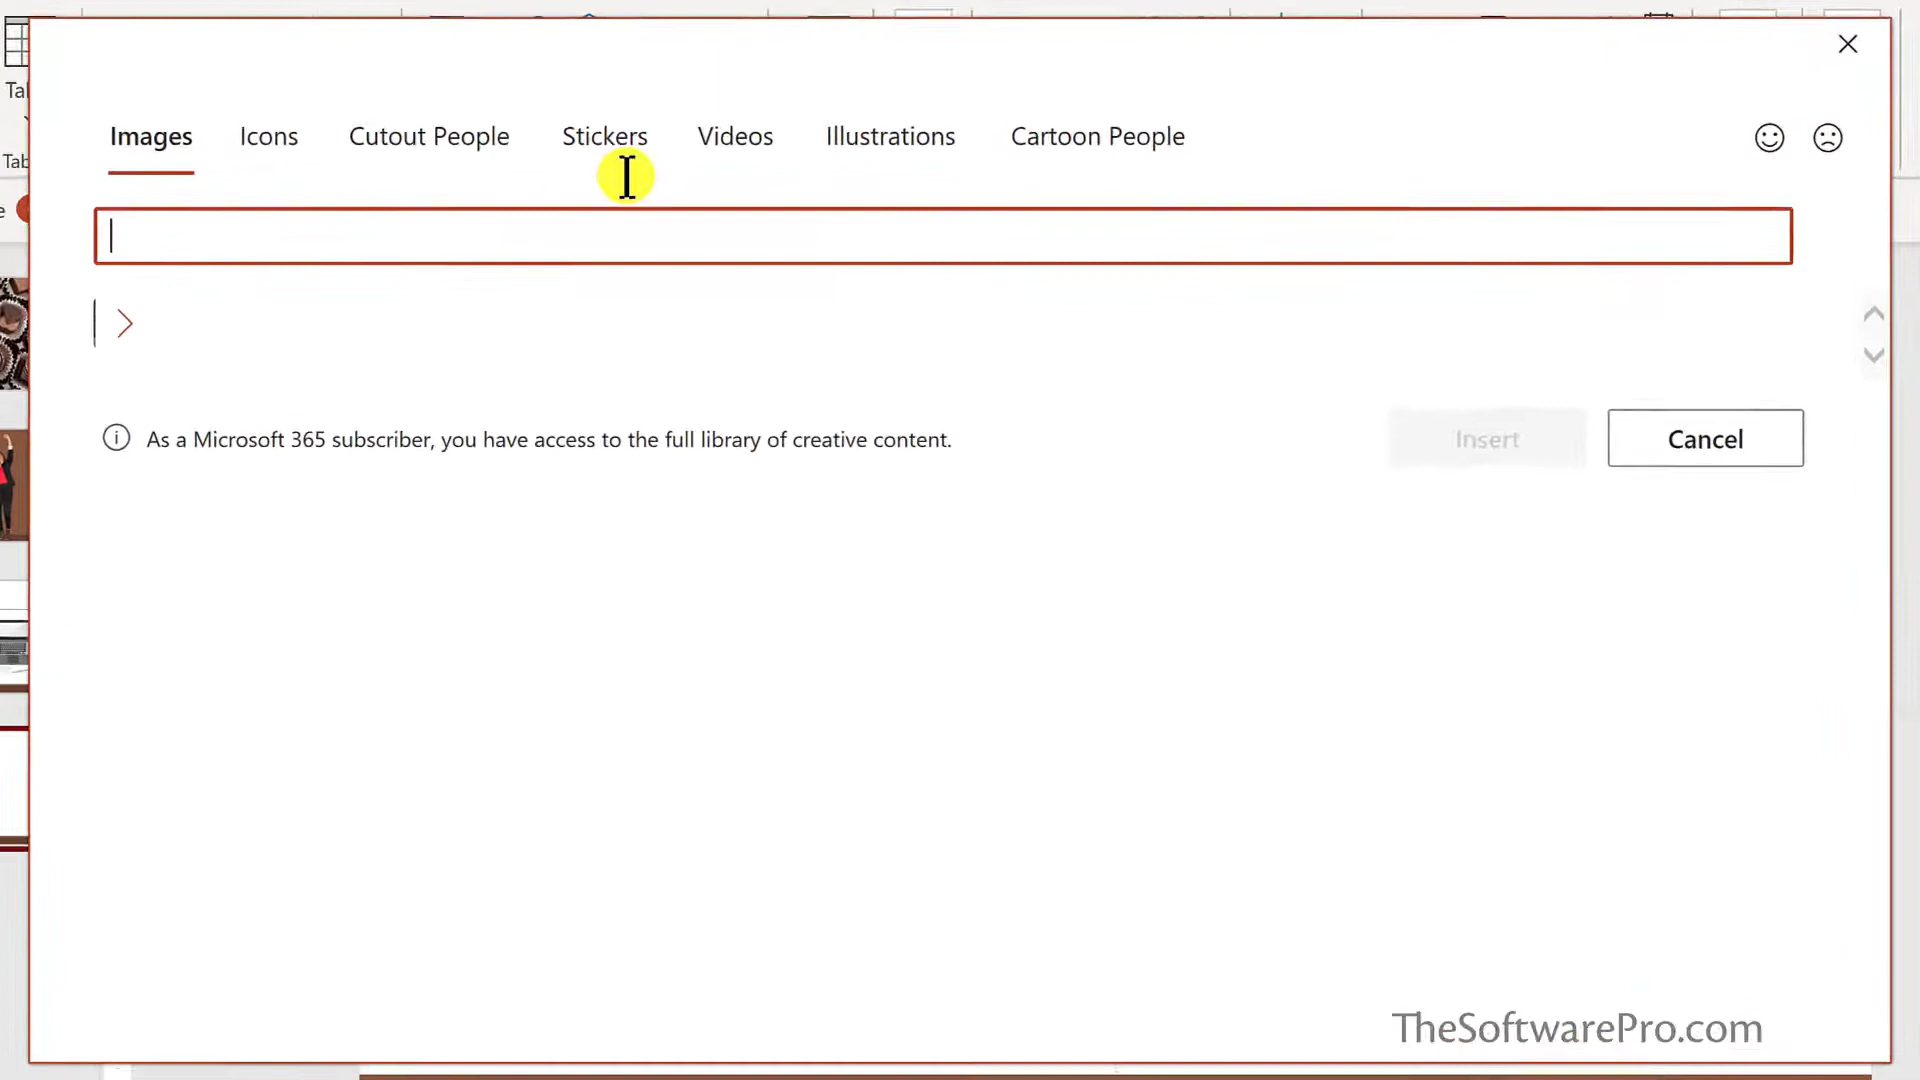 Images Icons Cutout People Stickers Videos Illustrations Cartoon People
As a Microsoft 365 subscriber, you have access to the full library of creative content.
Insert Cancel
TheSoftwarePro.com